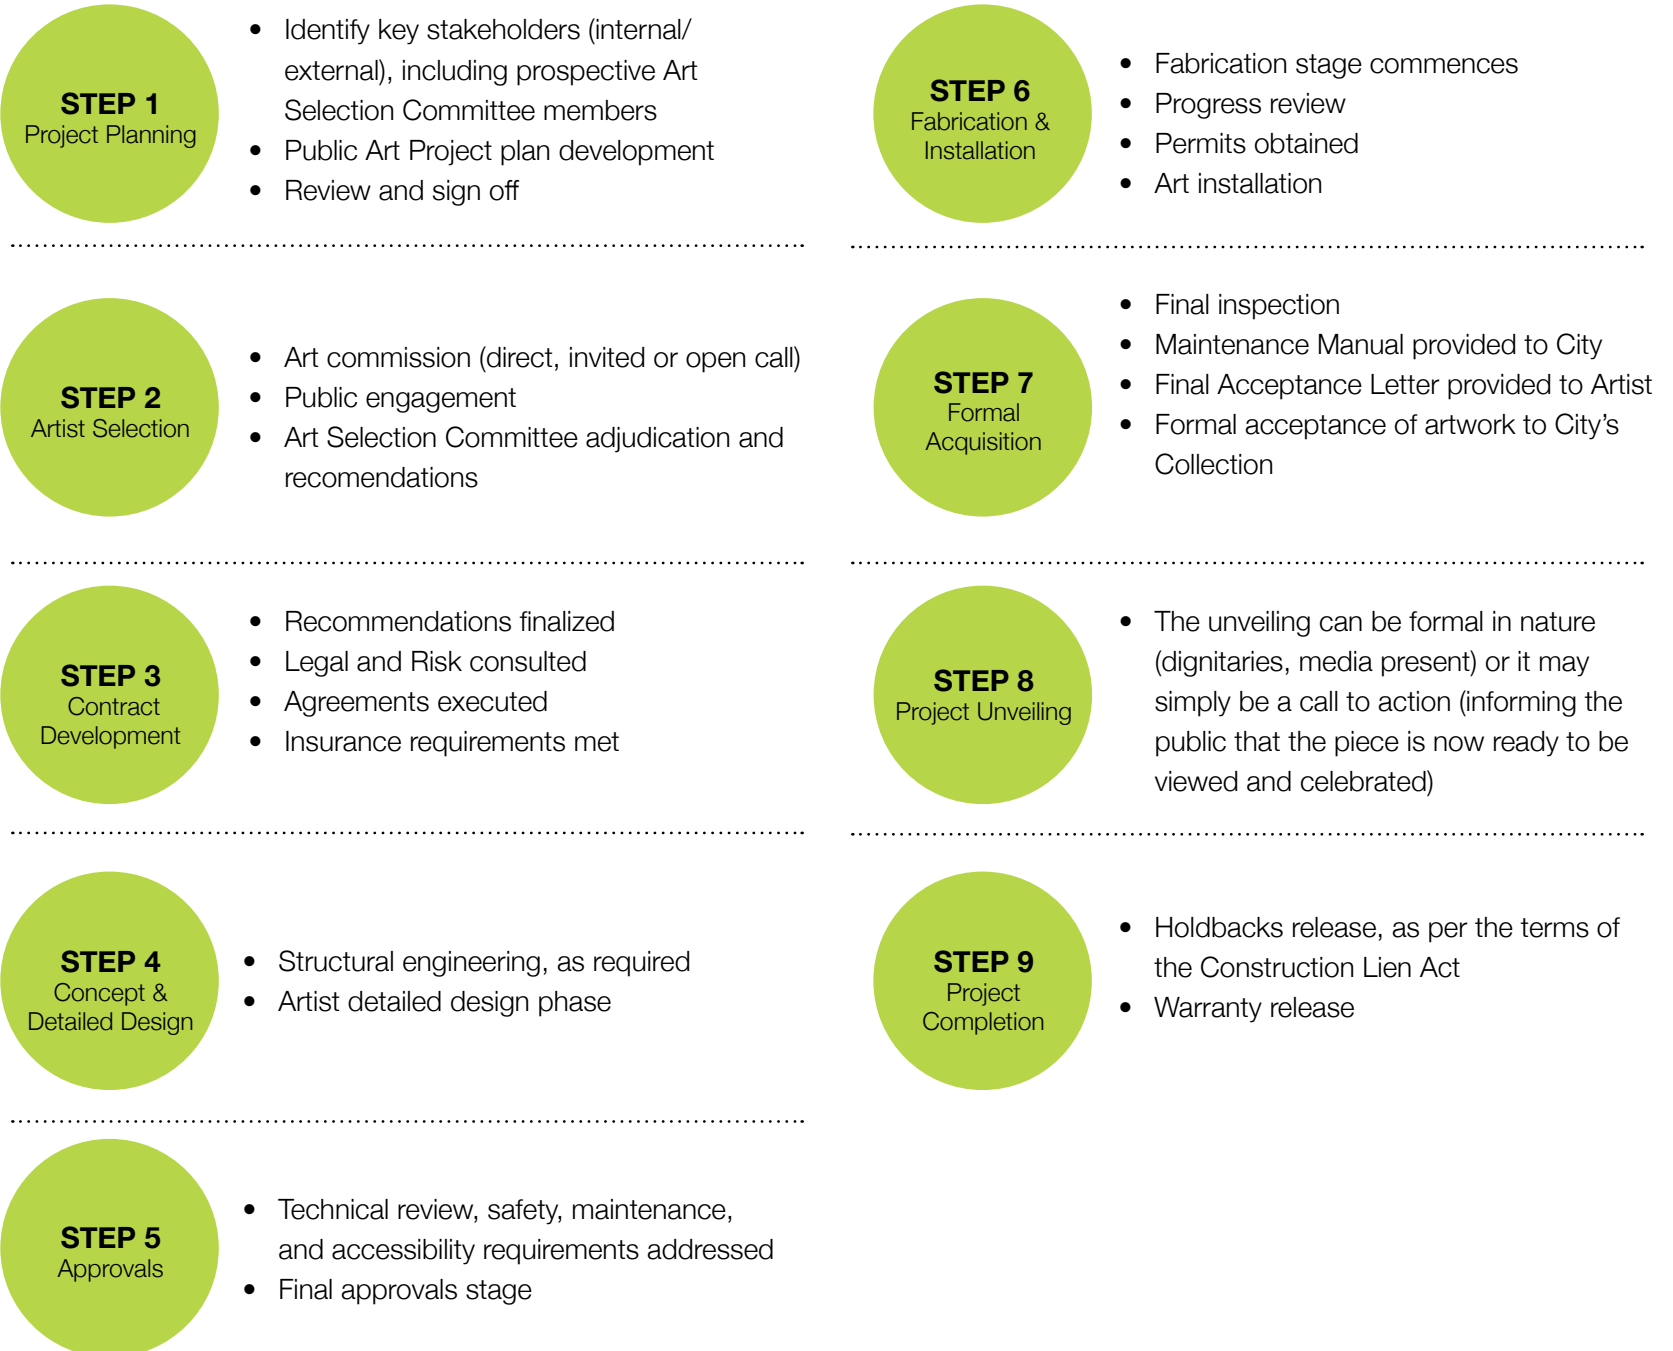 STEP 1
Project Planning
• Identify key stakeholders (internal/
external), including prospective Art
Selection Committee members
• Public Art Project plan development
• Review and sign off
STEP 2
Artist Selection
• Art commission (direct, invited or open call)
• Public engagement
• Art Selection Committee adjudication and
recomendations
STEP 3
Contract
Development
• Recommendations finalized
• Legal and Risk consulted
• Agreements executed
• Insurance requirements met
STEP 4
Concept &
Detailed Design
• Structural engineering, as required
• Artist detailed design phase
STEP 5
Approvals
• Technical review, safety, maintenance,
and accessibility requirements addressed
• Final approvals stage
STEP 6
Fabrication &
Installation
• Fabrication stage commences
• Progress review
• Permits obtained
• Art installation
STEP 7
Formal
Acquisition
• Final inspection
• Maintenance Manual provided to City
• Final Acceptance Letter provided to Artist
• Formal acceptance of artwork to City’s
Collection
STEP 8
Project Unveiling
• The unveiling can be formal in nature
(dignitaries, media present) or it may
simply be a call to action (informing the
public that the piece is now ready to be
viewed and celebrated)
STEP 9
Project
Completion
• Holdbacks release, as per the terms of
the Construction Lien Act
• Warranty release